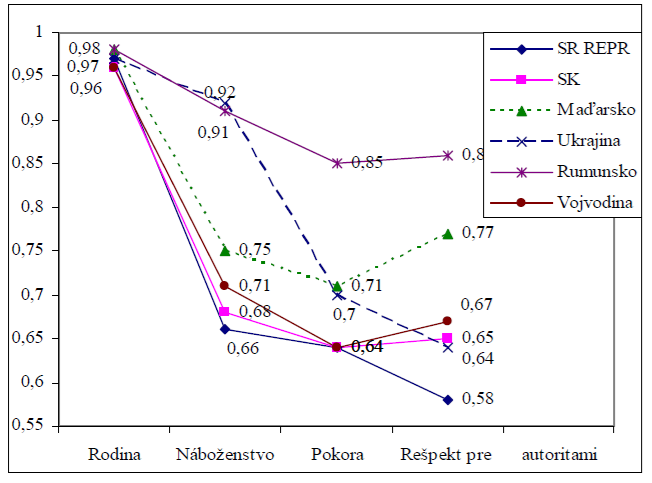 1
0,95
0,9
0,85
0,8
0,75
0,7
0,65
0,6
0,55
0,98
0,97
0,96
0,92
0,91
0,85
0,8
0,75
0,71
0,68
0,66
0,71
0,7
0,64
0,77
0,67
0,65
0,64
0,58
SR REPR
SK
Maďarsko
Ukrajina
Rumunsko
Vojvodina
Rodina
Náboženstvo
Pokora
Rešpekt pre
autoritami